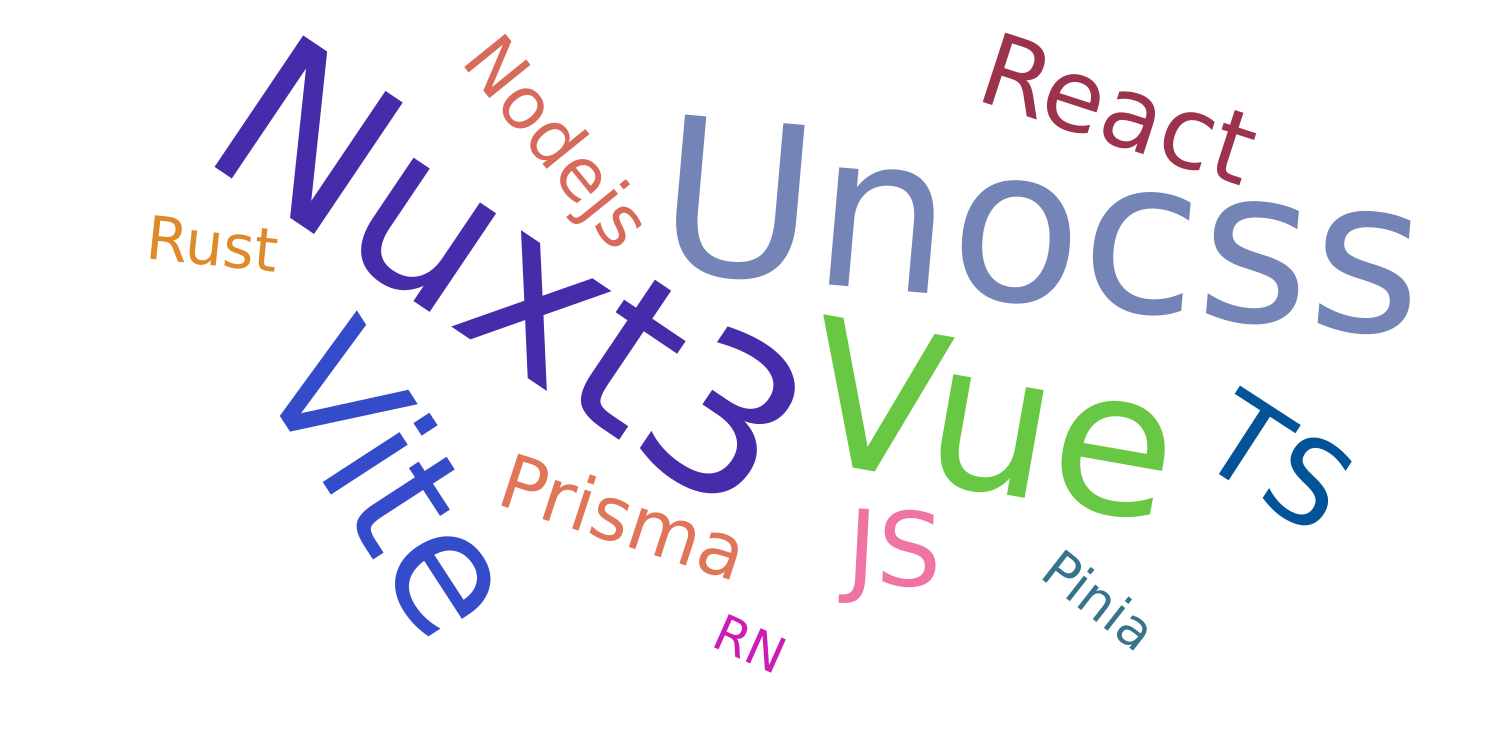 Nuxt3
Nodejs
Unocss
React
Rust
Vite
Vue
TS
Prisma
JS
Pinia
RN